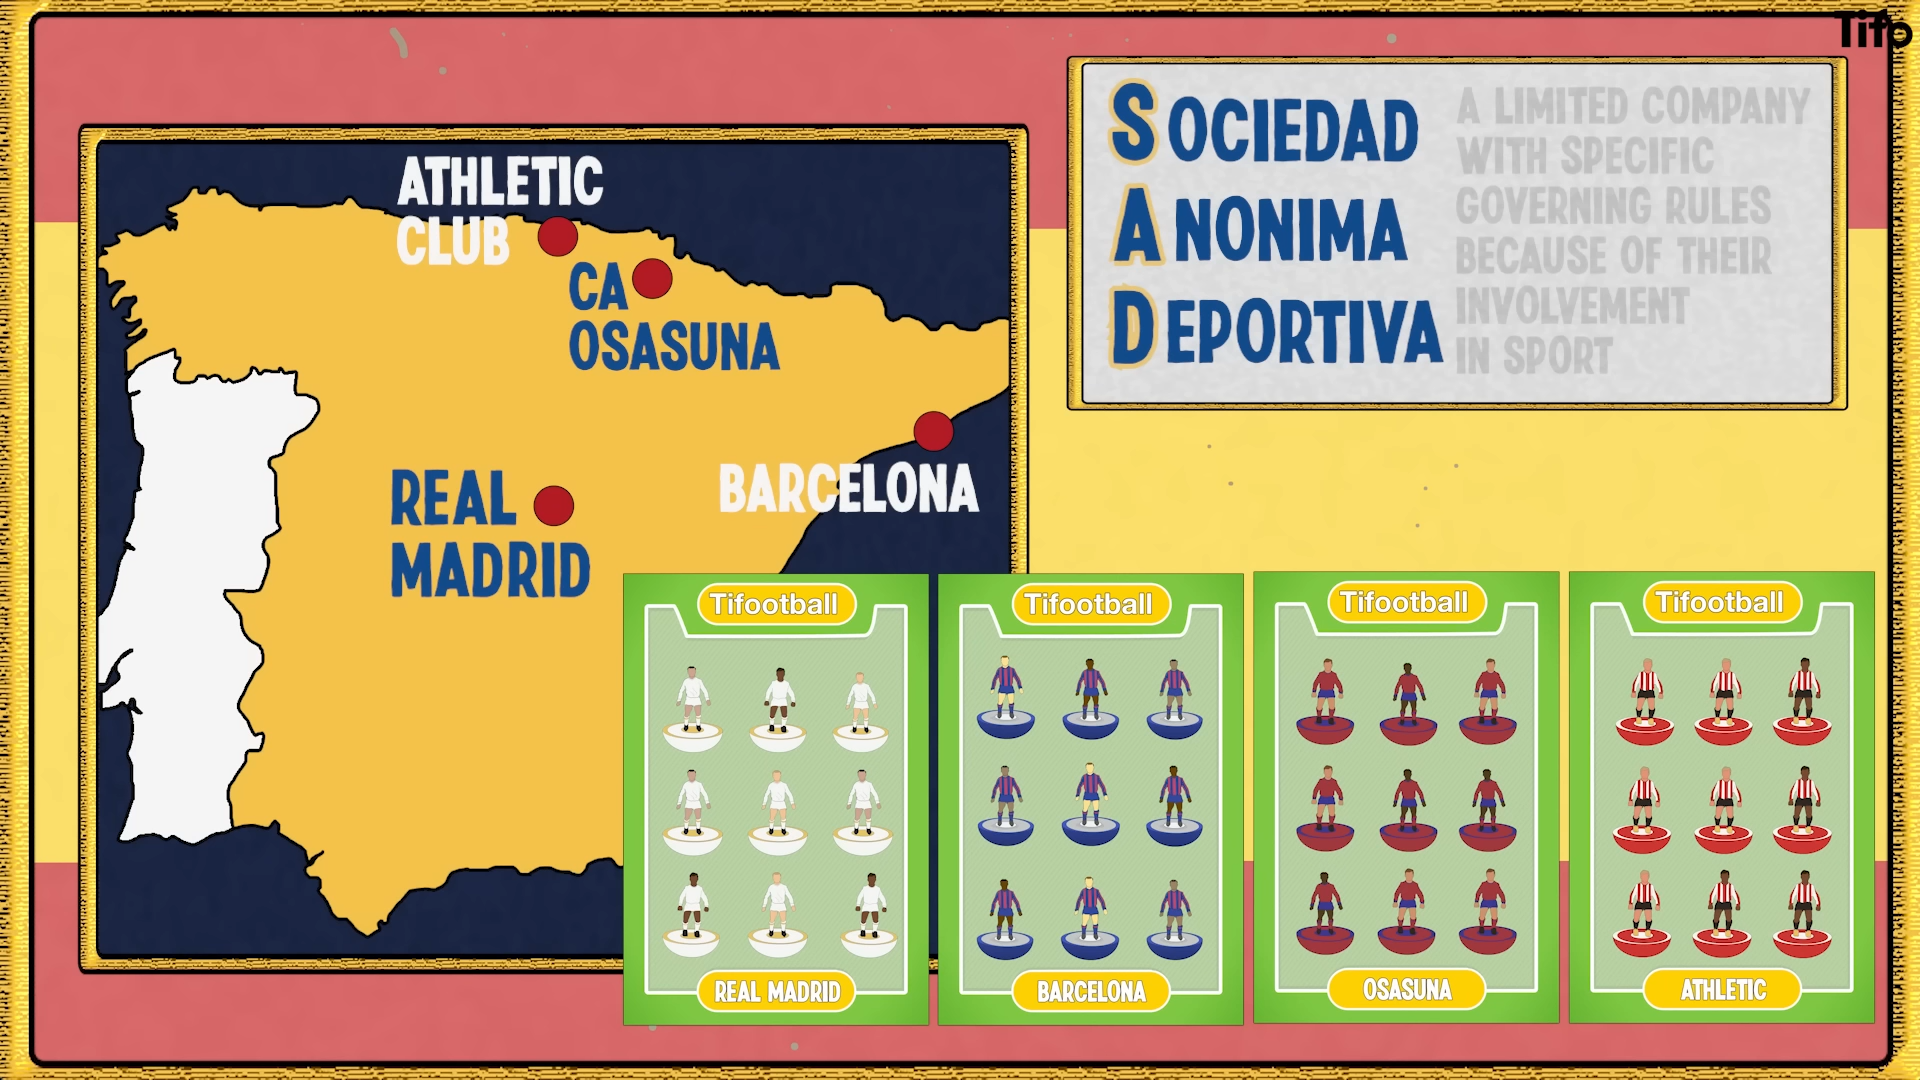 Tifo
SOCIEDAD
ANONIMA
DEPORTIVA
A LIMITED COMPANY
WITH SPECIFIC
GOVERNING RULES
BECAUSE OF THEIR
INVOLVEMENT
IN SPORT
ATHLETIC
CLUB
CA
OSASUNA
REAL
MADRID
BARCELONA
Tifootball
REAL MADRID
Tifootball
BARCELONA
Tifootball
OSASUNA
Tifootball
ATHLETIC